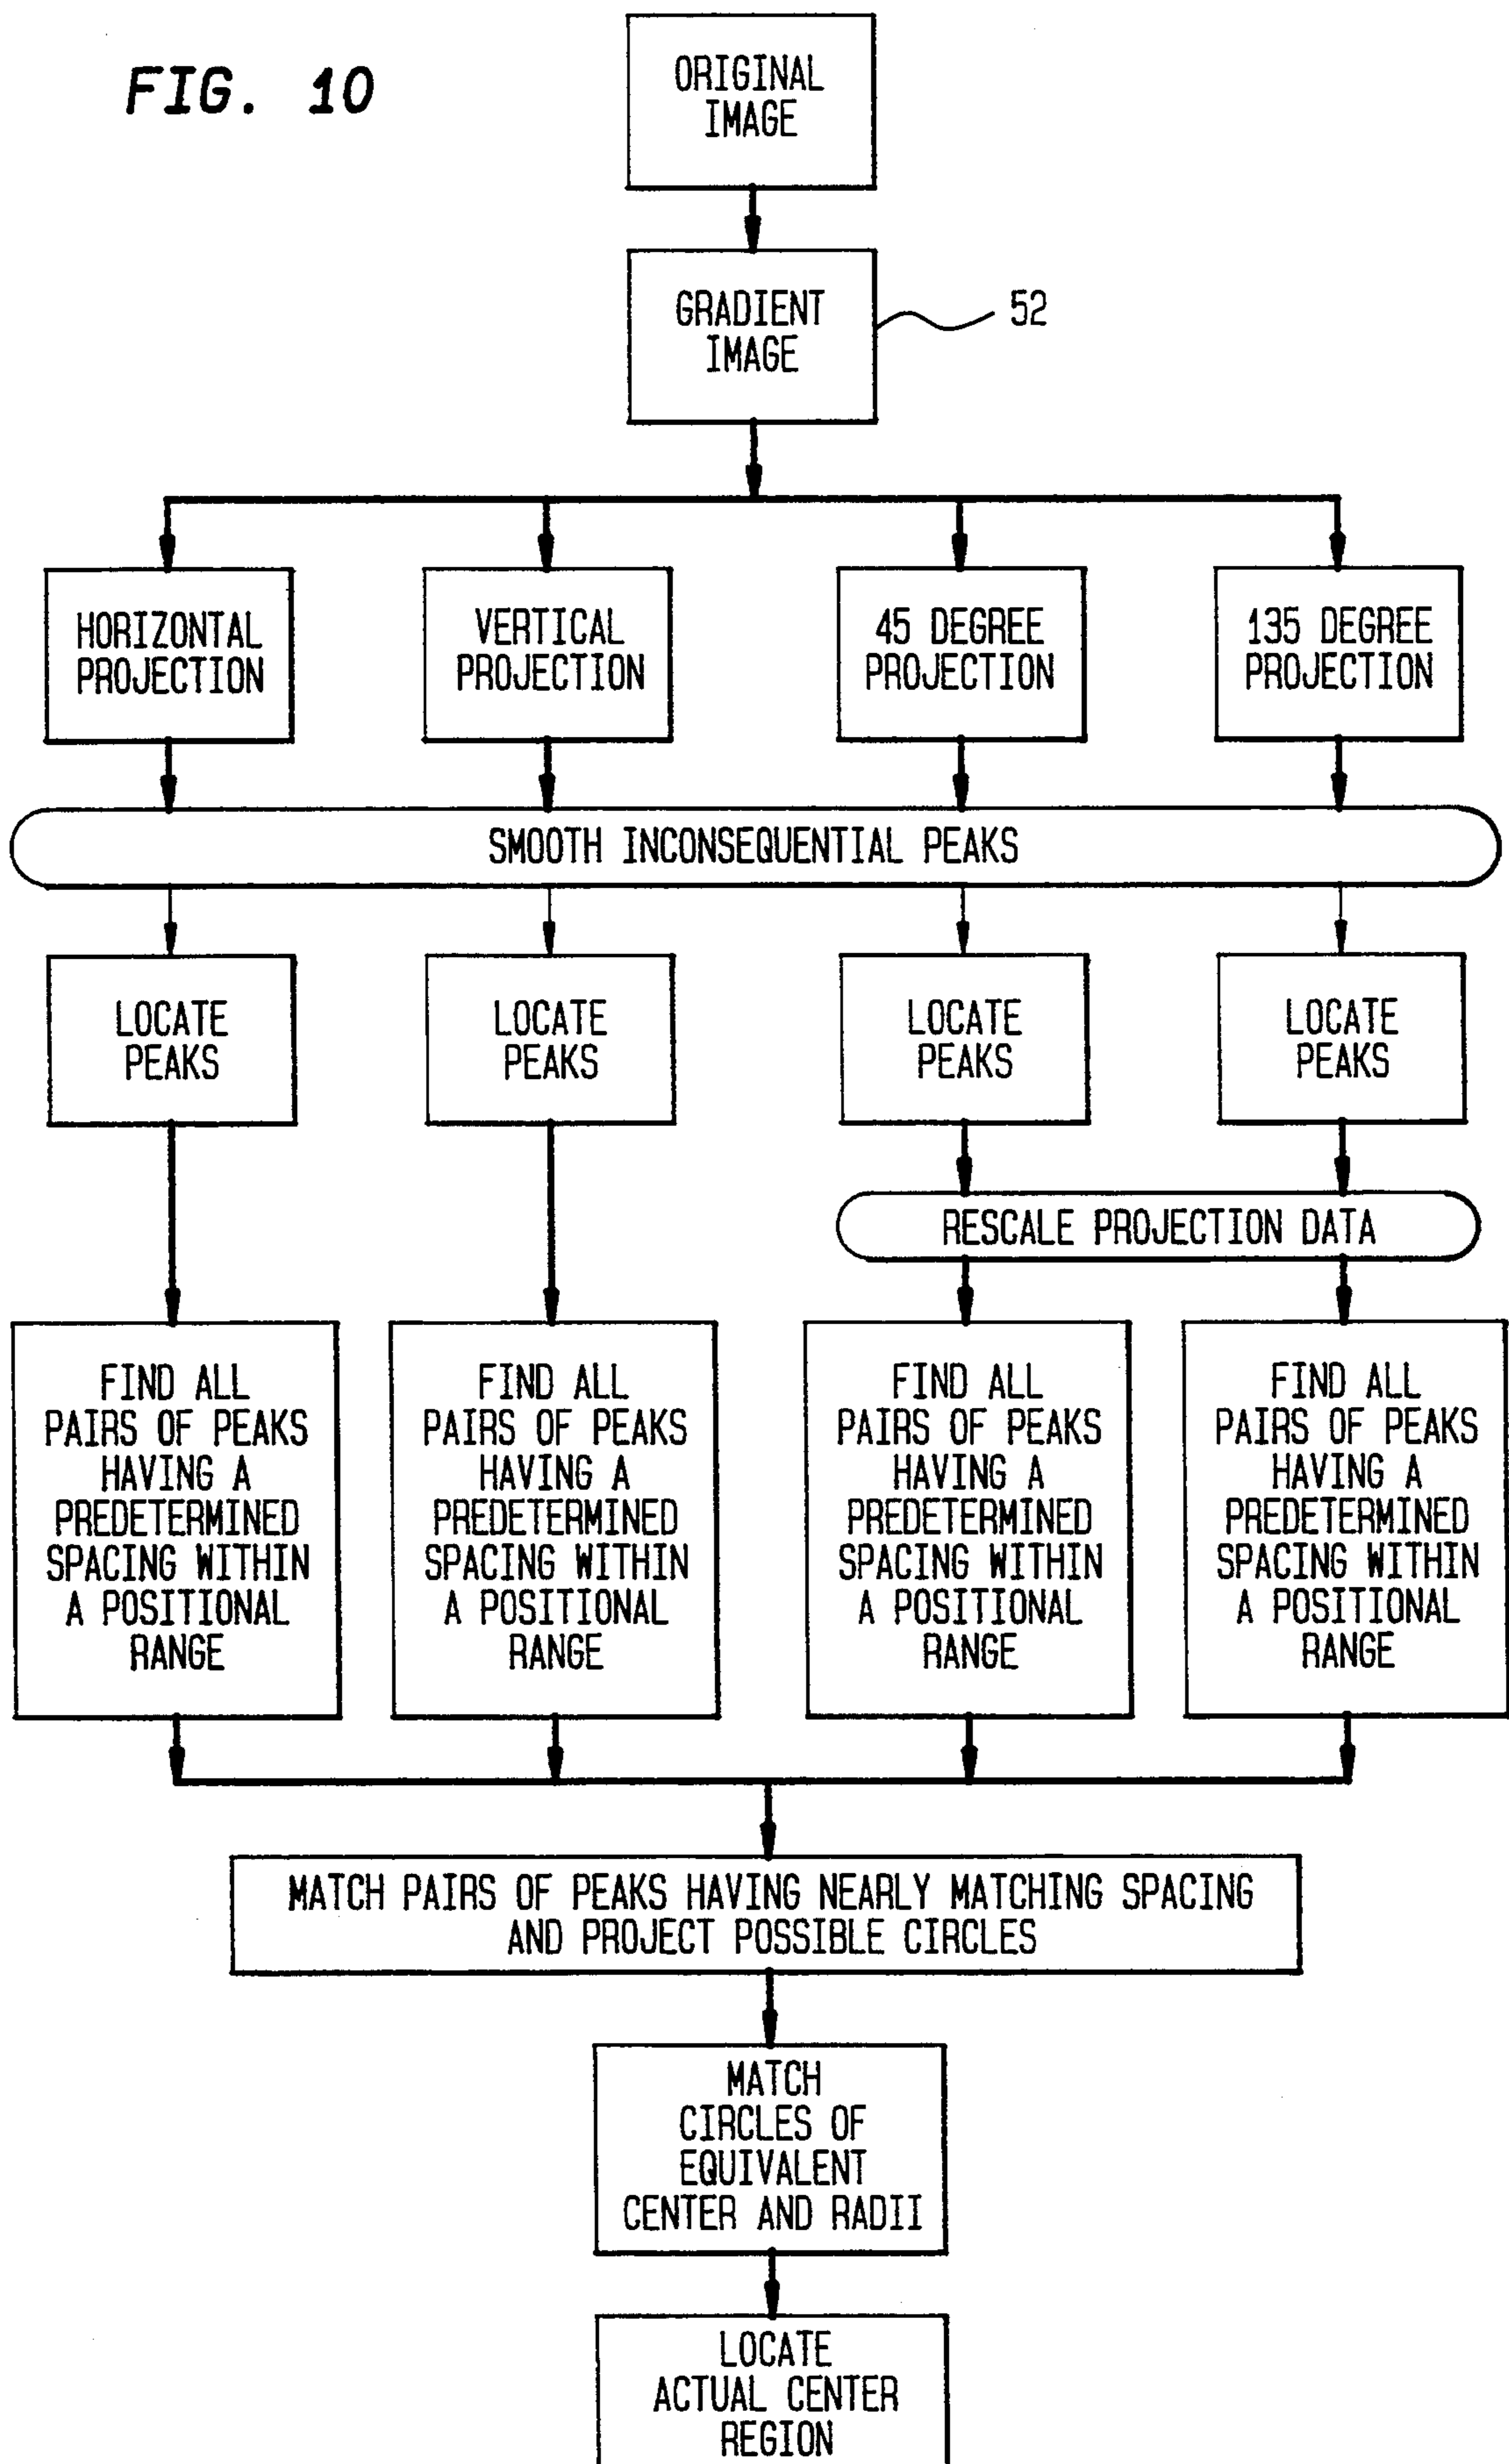 FIG. 10
ORIGINAL
IMAGE
GRADIENT
IMAGE
52
HORIZONTAL
PROJECTION
VERTICAL
PROJECTION
45 DEGREE
PROJECTION
135 DEGREE
PROJECTION
SMOOTH INCONSEQUENTIAL PEAKS
LOCATE
PEAKS
LOCATE
PEAKS
LOCATE
PEAKS
LOCATE
PEAKS
RESCALE PROJECTION DATA
FIND ALL
PAIRS OF PEAKS
HAVING A
PREDETERMINED
SPACING WITHIN
A POSITIONAL
RANGE
FIND ALL
PAIRS OF PEAKS
HAVING A
PREDETERMINED
SPACING WITHIN
A POSITIONAL
RANGE
FIND ALL
PAIRS OF PEAKS
HAVING A
PREDETERMINED
SPACING WITHIN
A POSITIONAL
RANGE
FIND ALL
PAIRS OF PEAKS
HAVING A
PREDETERMINED
SPACING WITHIN
A POSITIONAL
RANGE
MATCH PAIRS OF PEAKS HAVING NEARLY MATCHING SPACING
AND PROJECT POSSIBLE CIRCLES
MATCH
CIRCLES OF
EQUIVALENT
CENTER AND RADII
LOCATE
ACTUAL CENTER
REGION